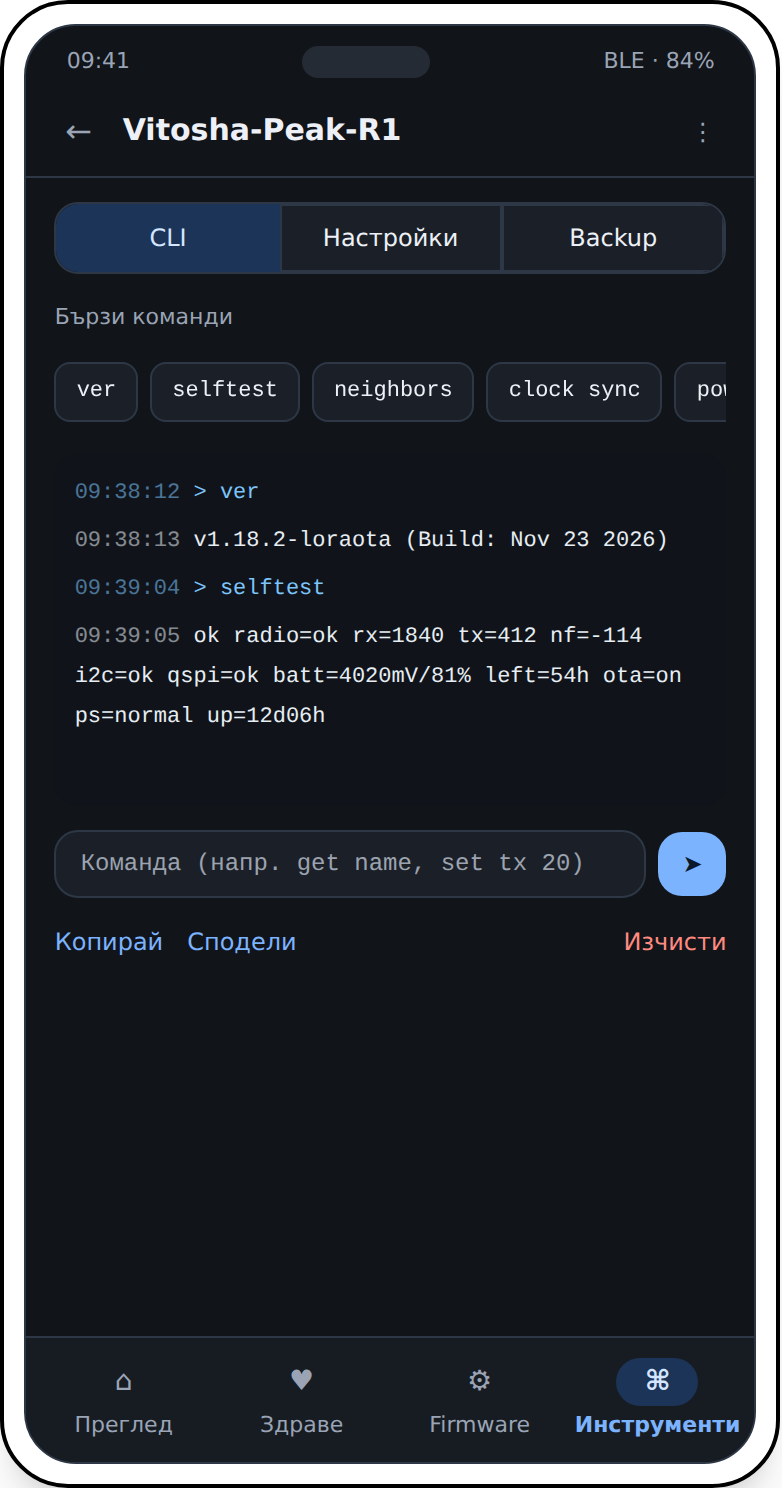 09:41 BLE · 84%
← Vitosha-Peak-R1 ⋮
CLI Настройки Backup
Бързи команди
ver selftest neighbors clock sync
09:38:12 > ver
09:38:13 v1.18.2-loraota (Build: Nov 23 2026)
09:39:04 > selftest
09:39:05 ok radio=ok rx=1840 tx=412 nf=-114
i2c=ok qspi=ok batt=4020mV/81% left=54h ota=on
ps=normal up=12d06h
Команда (напр. get name, set tx 20) ➤
Копирай Сподели Изчисти
Преглед Здраве Firmware Инструменти